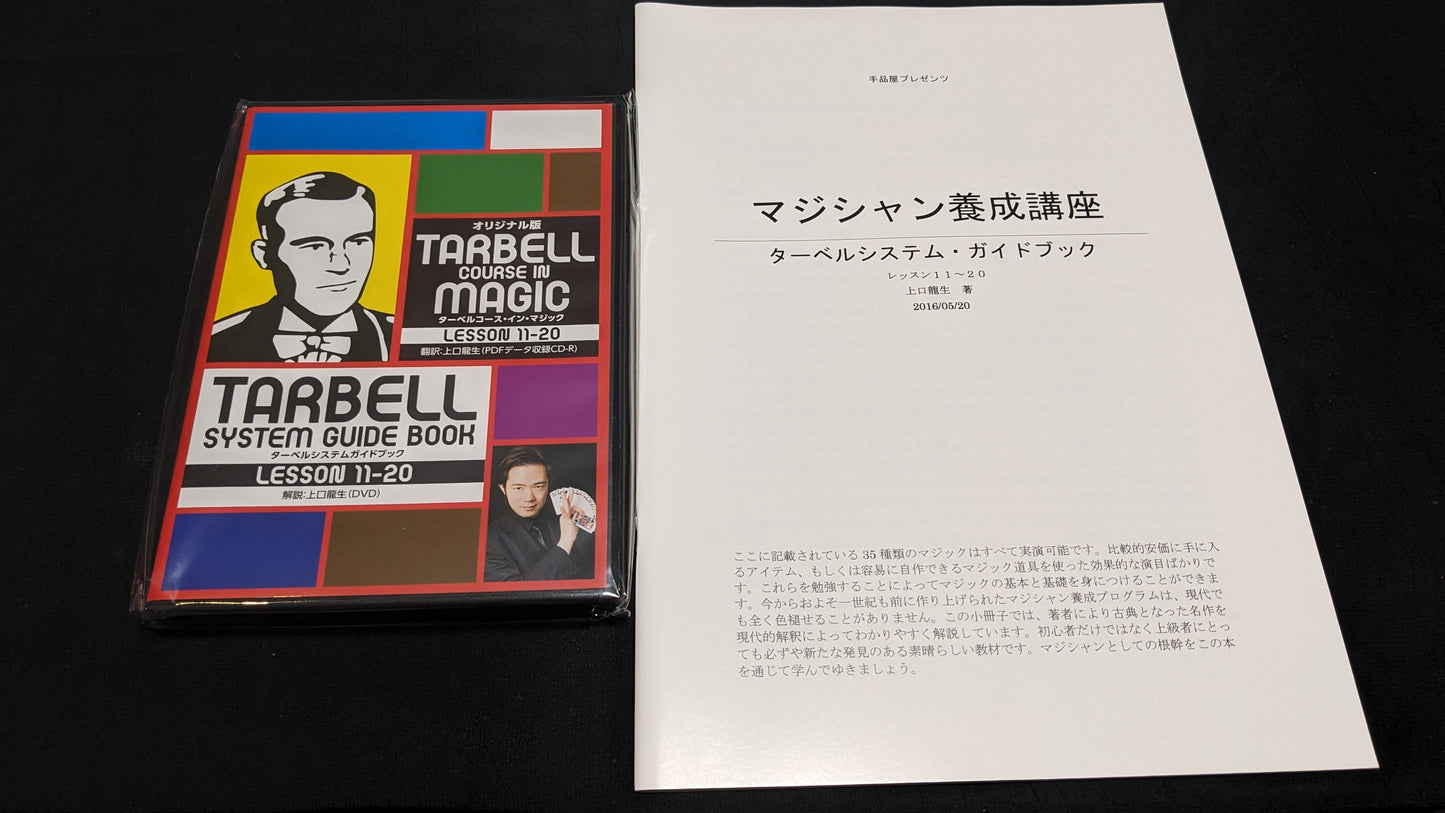 オリジナル版
TARBELL
COURSE IN
MAGIC
ターベルコース・イン・マジック
LESSON 11-20
翻訳:上口龍生(PDFデータ収録CD-R)
TARBELL
SYSTEM GUIDE BOOK
ターベルシステムガイドブック
LESSON 11-20
解説:上口龍生(DVD)
手品屋プレゼンツ
マジシャン養成講座
ターベルシステム・ガイドブック
レッスン11～20
上口龍生 著
2016/05/20
ここに記載されている 35 種類のマジックはすべて実演可能です。比較的安価に手に入
るアイテム、もしくは容易に自作できるマジック道具を使った効果的な演目ばかりで
す。これらを勉強することによってマジックの基本と基礎を身につけることができま
す。今からおよそ一世紀も前に作り上げられたマジシャン養成プログラムは、現代で
も全く色褪せることがありません。この小冊子では、著者により古典となった名作を
現代的解釈によってわかりやすく解説しています。初心者だけではなく上級者にとっ
ても必ずや新たな発見のある素晴らしい教材です。マジシャンとしての根幹をこの本
を通じて学んでゆきましょう。